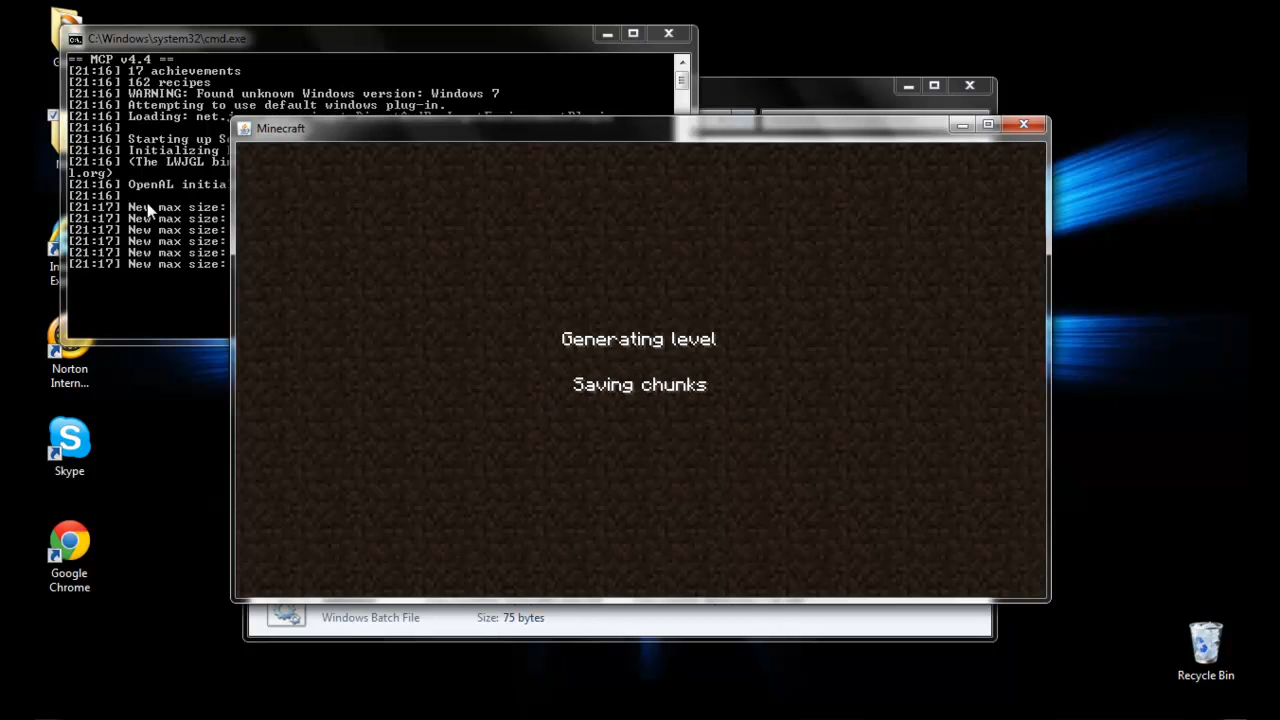 C:\Windows\system32\cmd.exe
== MCP v4.4 ==
[21:16] 17 achievements
[21:16] 162 recipes
[21:16] WARNING: Found unknown Windows version: Windows 7
[21:16] Attempting to use default windows plug-in.
[21:16] Loading: net.
[21:16]
[21:16] Starting up
[21:16] Initializing
[21:16] (The LWJGL
l.org)
[21:16] OpenAL
[21:16]
[21:17] New max size:
[21:17] New max size:
[21:17] New max size:
[21:17] New max size:
[21:17] New max size:
[21:17] New max size:
Minecraft
Generating level
Saving chunks
Norton
Intern...
Skype
Google
Chrome
Windows Batch File
Size: 75 bytes
Recycle Bin